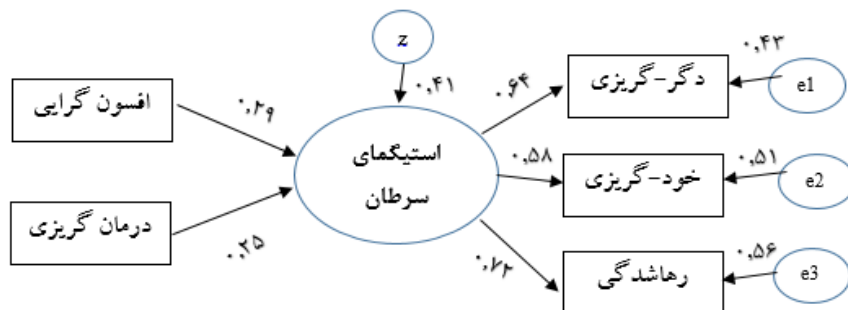 z
۰,۴۱
افسون گرایی
۰,۲۹
درمان گریزی
۰,۲۵
استیگمای
سرطان
۰,۶۴
دگر-گریزی
۰,۴۳
e1
۰,۵۸
خود-گریزی
۰,۵۱
e2
۰,۷۲
رهاشدگی
۰,۵۶
e3